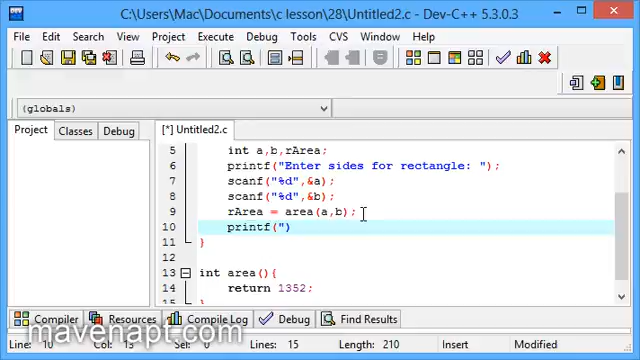 C:\Users\Mac\Documents\c lesson\28\Untitled2.c - Dev-C++ 5.3.0.3
File Edit Search View Project Execute Debug Tools CVS Window Help
(globals)
Project Classes Debug
[*] Untitled2.c
5 int a,b,rArea;
6 printf("Enter sides for rectangle: ");
7 scanf("%d",&a);
8 scanf("%d",&b);
9 rArea = area(a,b);
10 printf(")
11 }
12
13 int area(){
14 return 1352;
15 }
Compiler Resources Compile Log Debug Find Results
mavenapt.com
Line: 10 Col: 13 Sel: 0 Lines: 15 Length: 210 Insert